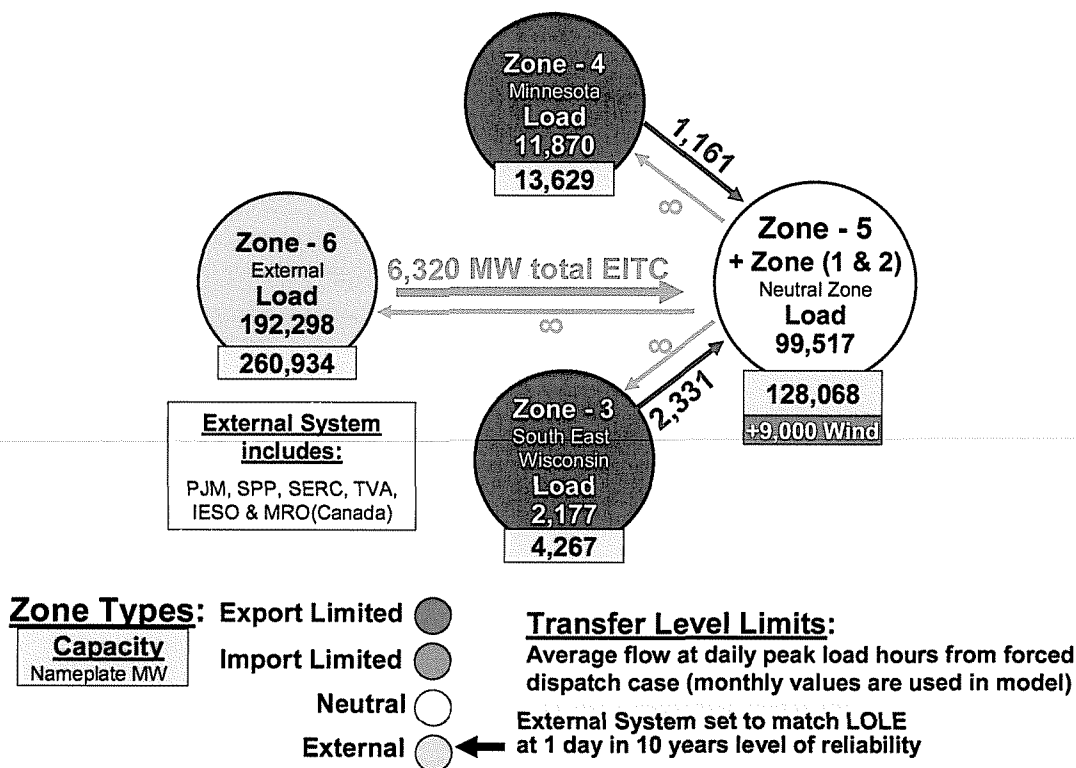 Zone - 4
Minnesota
Load
11,870
13,629
1,161
∞
Zone - 6
External
Load
192,298
260,934
6,320 MW total EITC
∞
Zone - 5
+ Zone (1 & 2)
Neutral Zone
Load
99,517
128,068
+9,000 Wind
∞
2,331
Zone - 3
South East
Wisconsin
Load
2,177
4,267
External System
includes:
PJM, SPP, SERC, TVA,
IESO & MRO(Canada)
Zone Types:
Capacity
Nameplate MW
Export Limited
Import Limited
Neutral
External
Transfer Level Limits:
Average flow at daily peak load hours from forced
dispatch case (monthly values are used in model)
External System set to match LOLE
at 1 day in 10 years level of reliability